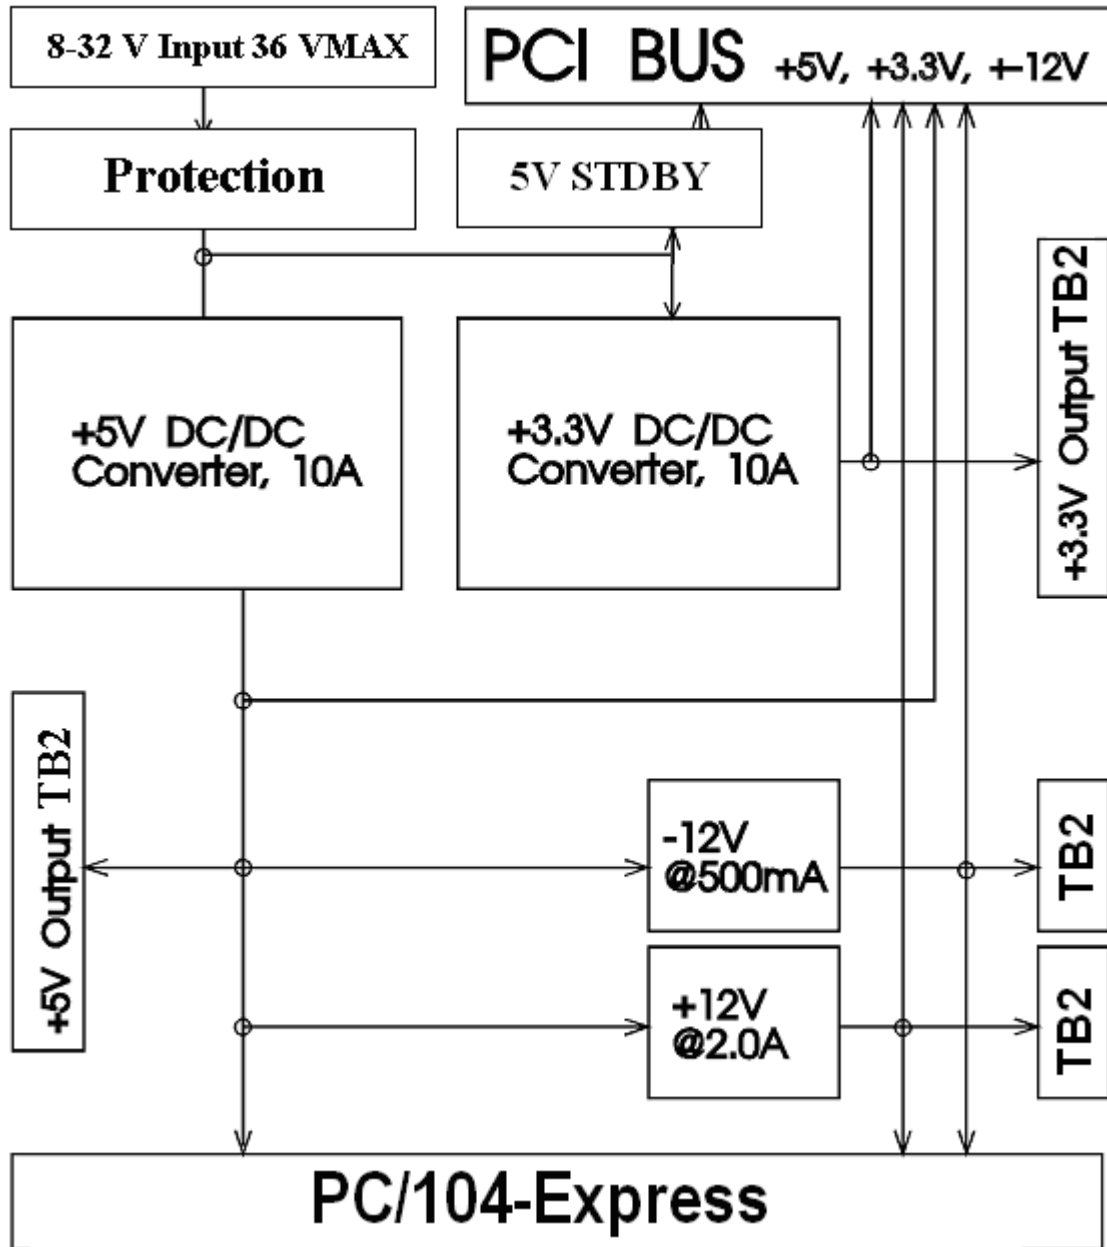 8-32 V Input 36 VMAX
PCI BUS +5V, +3.3V, +-12V
Protection
5V STDBY
+5V DC/DC
Converter, 10A
+3.3V DC/DC
Converter, 10A
+3.3V Output TB2
+5V Output TB2
-12V
@500mA
TB2
+12V
@2.0A
TB2
PC/104-Express